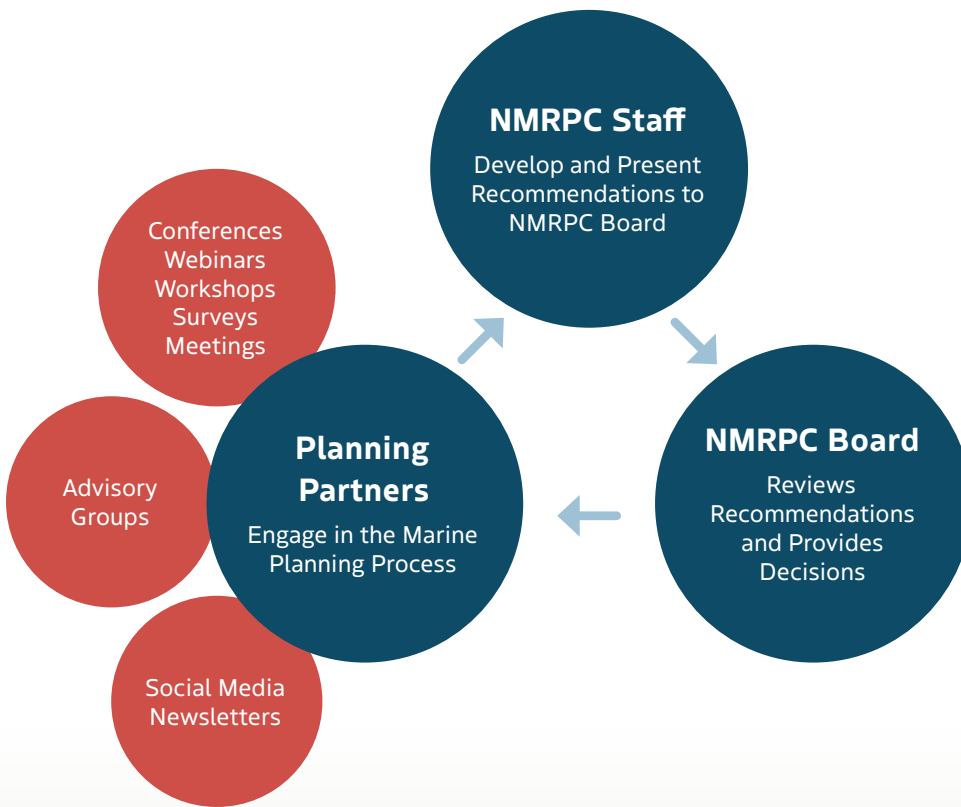 NMRPC Staff
Develop and Present
Recommendations to
NMRPC Board
Conferences
Webinars
Workshops
Surveys
Meetings
Planning
Partners
Engage in the Marine
Planning Process
NMRPC Board
Reviews
Recommendations
and Provides
Decisions
Advisory
Groups
Social Media
Newsletters